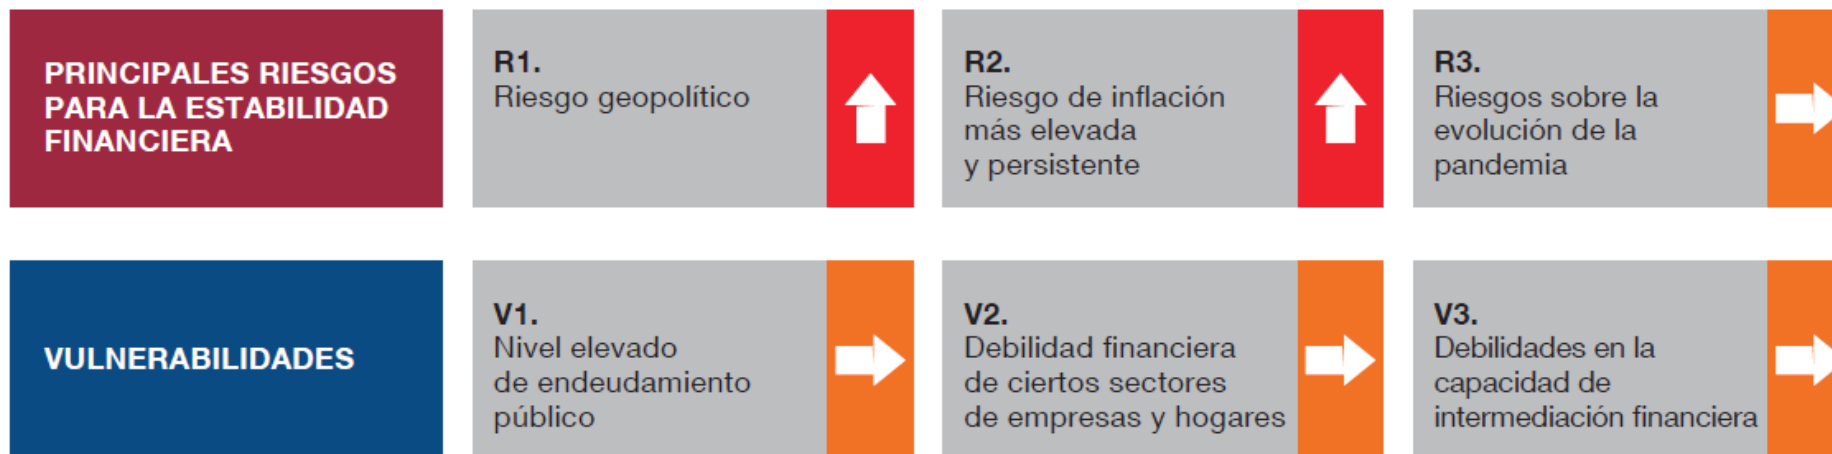 PRINCIPALES RIESGOS
PARA LA ESTABILIDAD
FINANCIERA
R1.
Riesgo geopolítico
R2.
Riesgo de inflación
más elevada
y persistente
R3.
Riesgos sobre la
evolución de la
pandemia
VULNERABILIDADES
V1.
Nivel elevado
de endeudamiento
público
V2.
Debilidad financiera
de ciertos sectores
de empresas y hogares
V3.
Debilidades en la
capacidad de
intermediación financiera